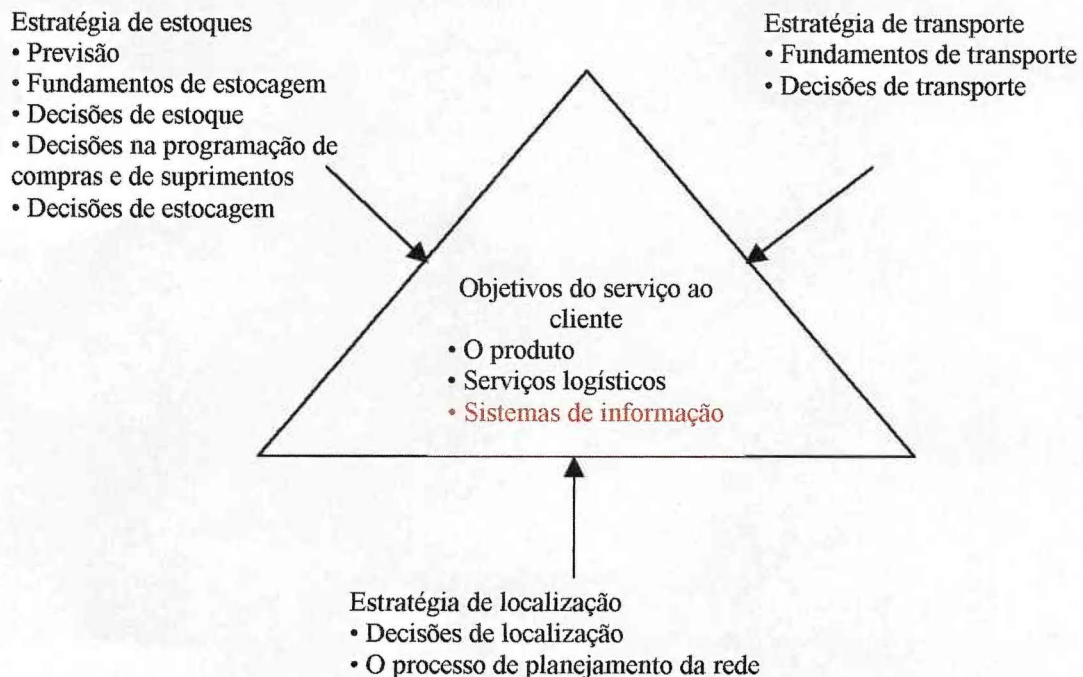 Estratégia de estoques
• Previsão
• Fundamentos de estocagem
• Decisões de estoque
• Decisões na programação de
compras e de suprimentos
• Decisões de estocagem
Estratégia de transporte
• Fundamentos de transporte
• Decisões de transporte
Objetivos do serviço ao
cliente
• O produto
• Serviços logísticos
• Sistemas de informação
Estratégia de localização
• Decisões de localização
• O processo de planejamento da rede